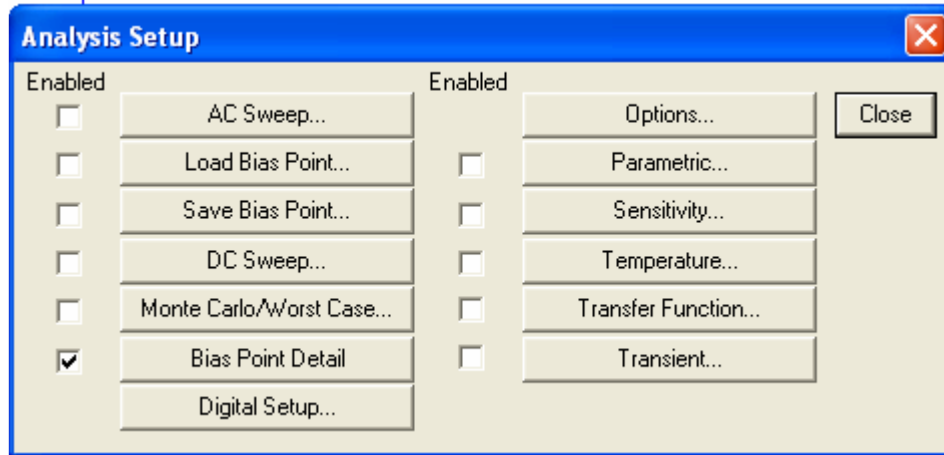 Analysis Setup
Enabled
AC Sweep...
Load Bias Point...
Save Bias Point...
DC Sweep...
Monte Carlo/Worst Case...
Bias Point Detail
Digital Setup...
Enabled
Options...
Parametric...
Sensitivity...
Temperature...
Transfer Function...
Transient...
Close